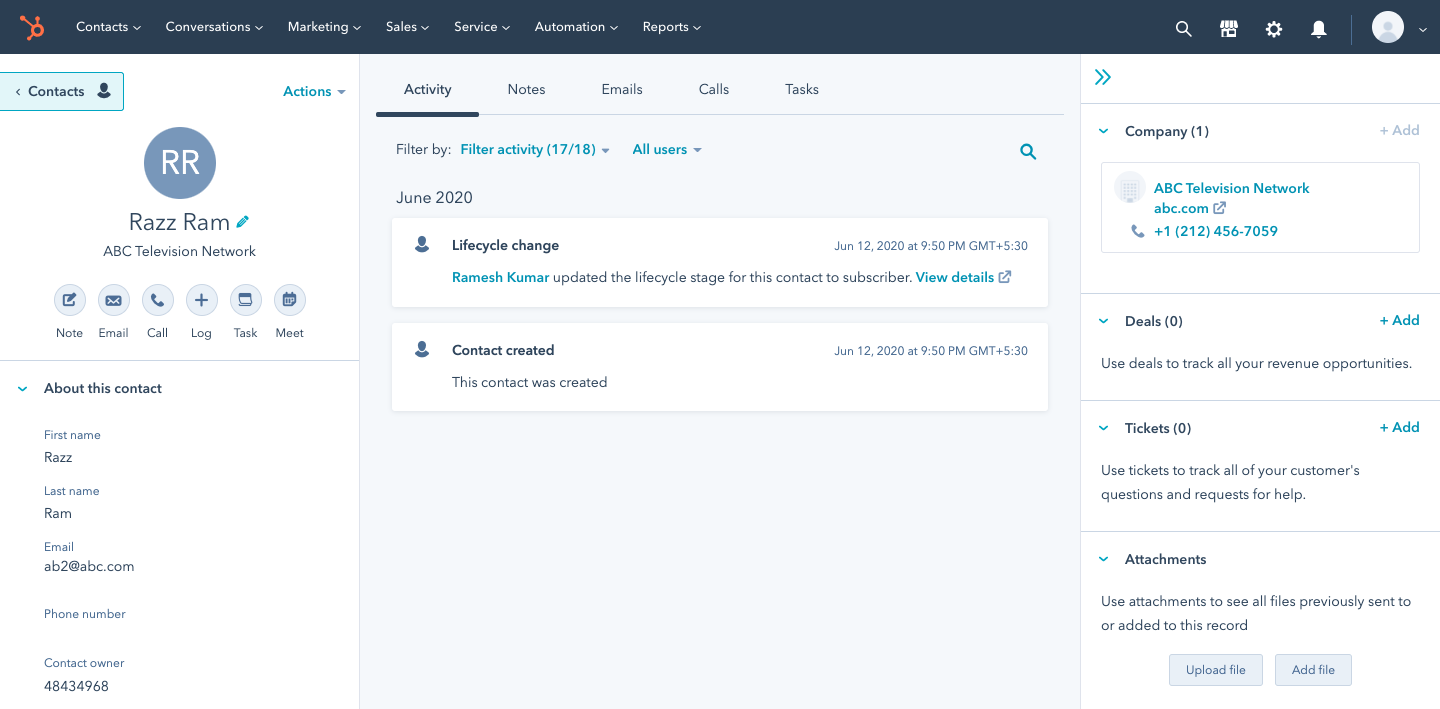 Contacts Conversations Marketing Sales Service Automation Reports
Contacts
Actions
RR
Razz Ram
ABC Television Network
Note Email Call Log Task Meet
About this contact
First name
Razz
Last name
Ram
Email
ab2@abc.com
Phone number
Contact owner
48434968
Activity Notes Emails Calls Tasks
Filter by: Filter activity (17/18) All users
June 2020
Lifecycle change Jun 12, 2020 at 9:50 PM GMT+5:30
Ramesh Kumar updated the lifecycle stage for this contact to subscriber. View details
Contact created Jun 12, 2020 at 9:50 PM GMT+5:30
This contact was created
Company (1) + Add
ABC Television Network
abc.com
+1 (212) 456-7059
Deals (0) + Add
Use deals to track all your revenue opportunities.
Tickets (0) + Add
Use tickets to track all of your customer's
questions and requests for help.
Attachments
Use attachments to see all files previously sent to
or added to this record
Upload file Add file